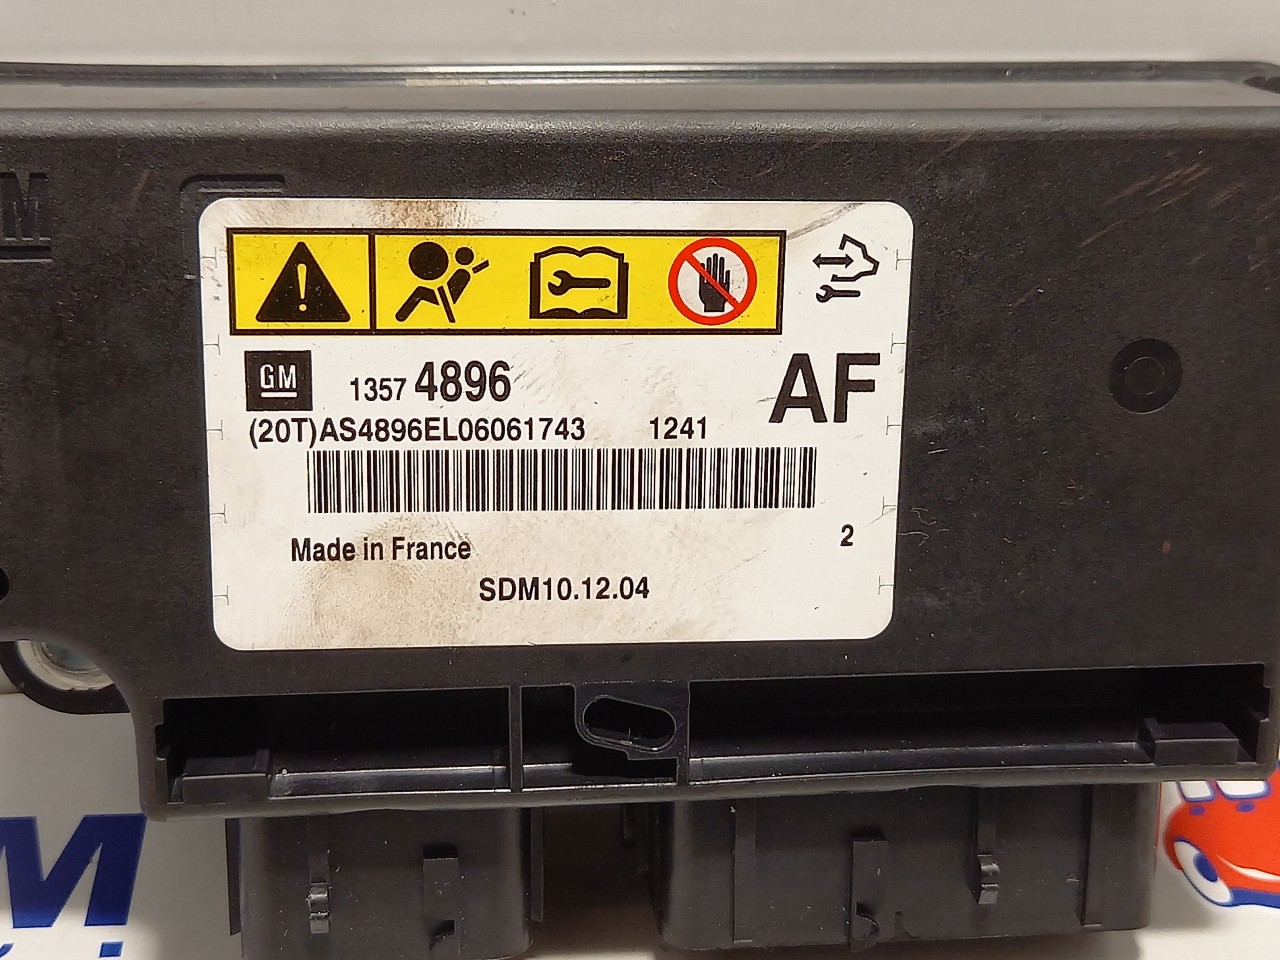 M
GM
1357 4896
AF
(20T)AS4896EL06061743 1241
2
Made in France
SDM10.12.04
M